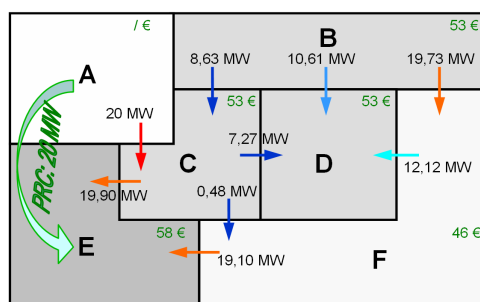 / €
B
53 €
A
8,63 MW
10,61 MW
19,73 MW
53 €
53 €
PRC: 20 MW
20 MW
7,27 MW
C
D
12,12 MW
19,90 MW
0,48 MW
58 €
46 €
E
19,10 MW
F